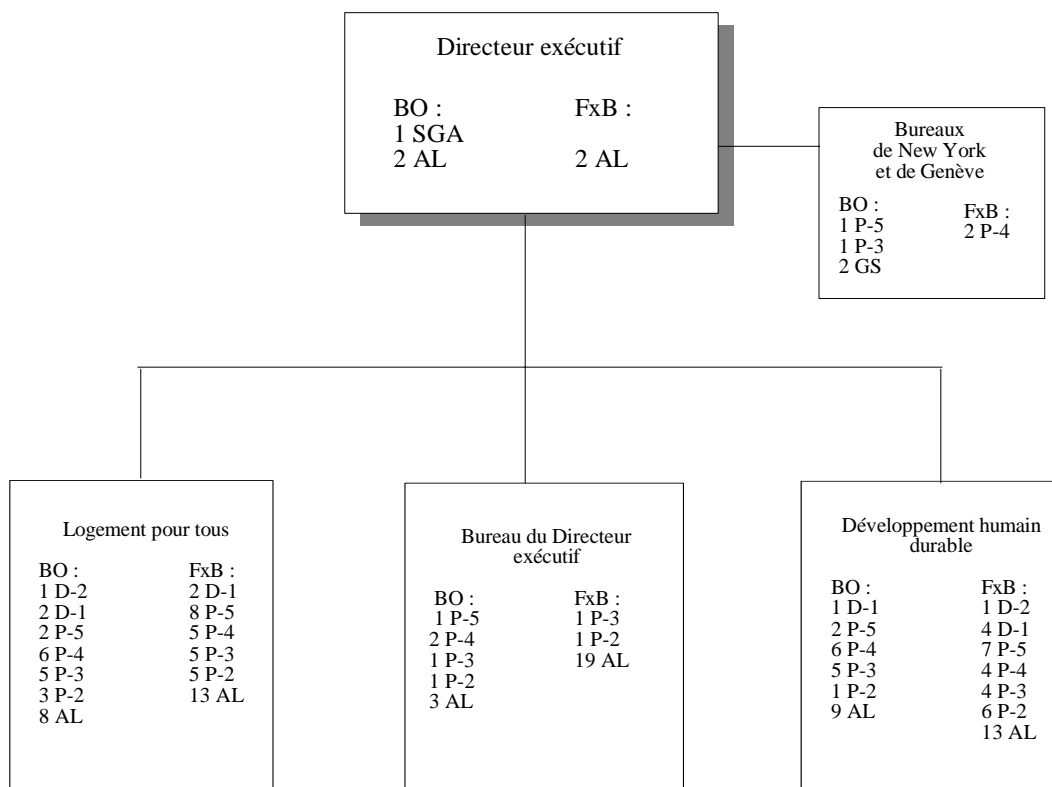 Directeur exécutif
BO : FxB :
1 SGA
2 AL 2 AL
Bureaux
de New York
et de Genève
BO : FxB :
1 P-5 2 P-4
1 P-3
2 GS
Logement pour tous
BO : FxB :
1 D-2 2 D-1
2 D-1 8 P-5
2 P-5 5 P-4
6 P-4 5 P-3
5 P-3 5 P-2
3 P-2 13 AL
8 AL
Bureau du Directeur
exécutif
BO : FxB :
1 P-5 1 P-3
2 P-4 1 P-2
1 P-3 19 AL
1 P-2
3 AL
Développement humain
durable
BO : FxB :
1 D-1 1 D-2
2 P-5 4 D-1
6 P-4 7 P-5
5 P-3 4 P-4
1 P-2 4 P-3
9 AL 6 P-2
13 AL